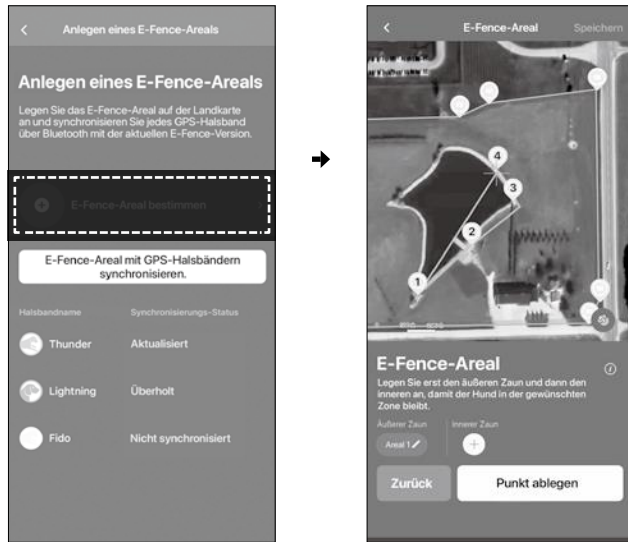 Anlegen eines E-Fence-Areals
Anlegen eines E-Fence-Areals
Legen Sie das E-Fence-Areal auf der Landkarte
an und synchronisieren Sie jedes GPS-Halsband
über Bluetooth mit der aktuellen E-Fence-Version.
E-Fence-Areal bestimmen
E-Fence-Areal mit GPS-Halsbändern
synchronisieren.
Halsbandname Synchronisierungs-Status
Thunder Aktualisiert
Lightning Überholt
Fido Nicht synchronisiert
E-Fence-Areal Speichern
4
3
2
1
E-Fence-Areal
Legen Sie erst den äußeren Zaun und dann den
inneren an, damit der Hund in der gewünschten
Zone bleibt.
Äußerer Zaun Innerer Zaun
Areal 1
Zurück Punkt ablegen